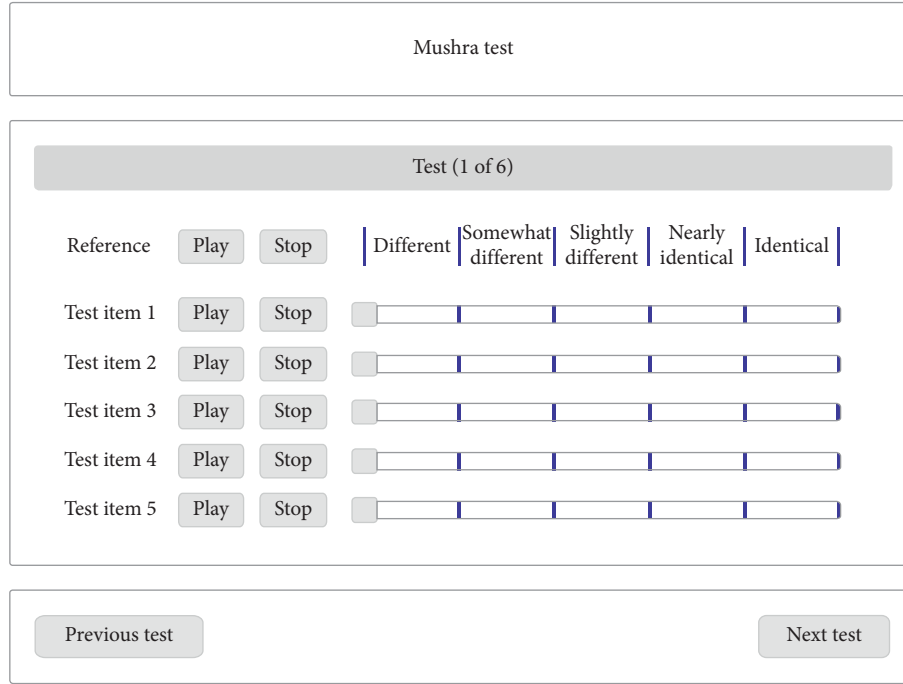 Mushra test
Test (1 of 6)
Reference Play Stop Different Somewhat different Slightly different Nearly identical Identical
Test item 1 Play Stop
Test item 2 Play Stop
Test item 3 Play Stop
Test item 4 Play Stop
Test item 5 Play Stop
Previous test Next test